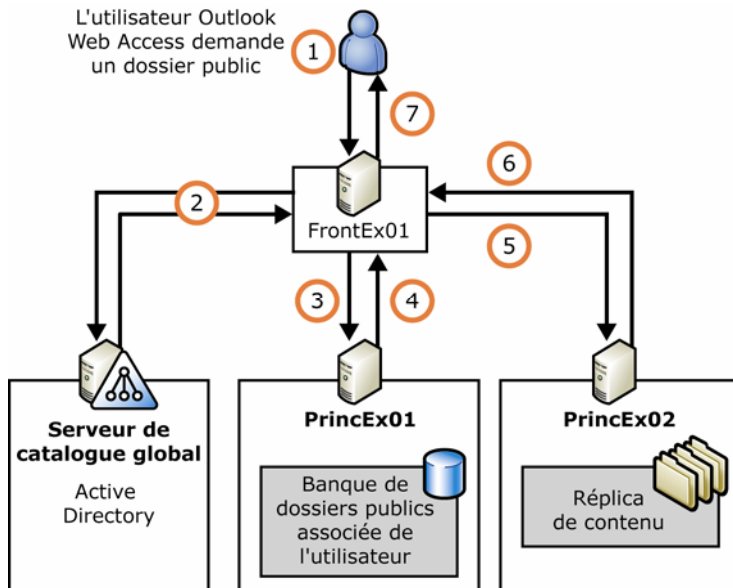 L'utilisateur Outlook
Web Access demande
un dossier public
1
7
2
6
FrontEx01
5
3
4
Serveur de
catalogue global
Active
Directory
PrincEx01
Banque de
dossiers publics
associée de
l'utilisateur
PrincEx02
Réplica
de contenu